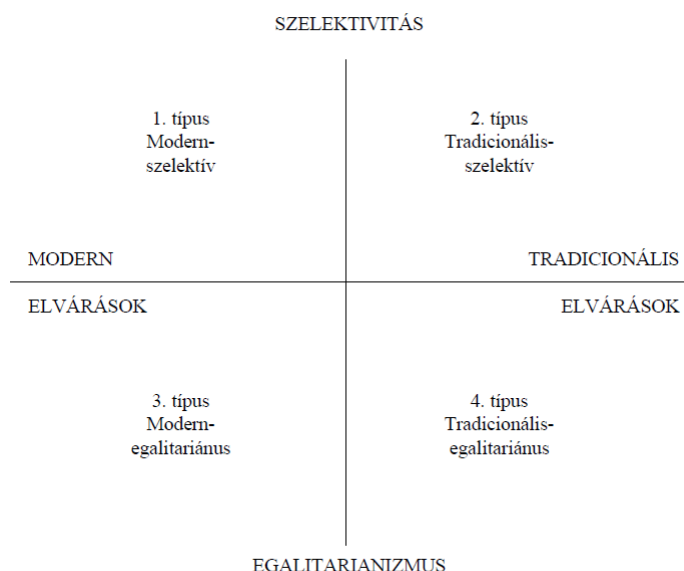 SZELEKTIVITÁS
1. típus
Modern-
szelektív
2. típus
Tradicionális-
szelektív
MODERN
TRADICIONÁLIS
ELVÁRÁSOK
ELVÁRÁSOK
3. típus
Modern-
egalitariánus
4. típus
Tradicionális-
egalitariánus
EGALITARIANIZMUS